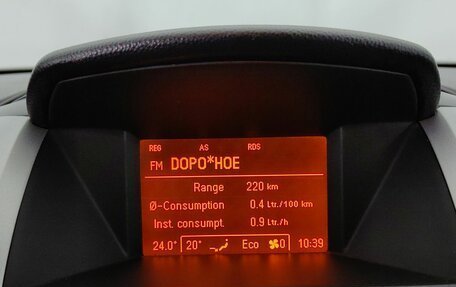 REG AS RDS
FM DOPO*HOE
Range 220 km
Ø-Consumption 0.4 Ltr./100 km
Inst. consumpt. 0.9 Ltr./h
24.0° 20° Eco 0 10:39